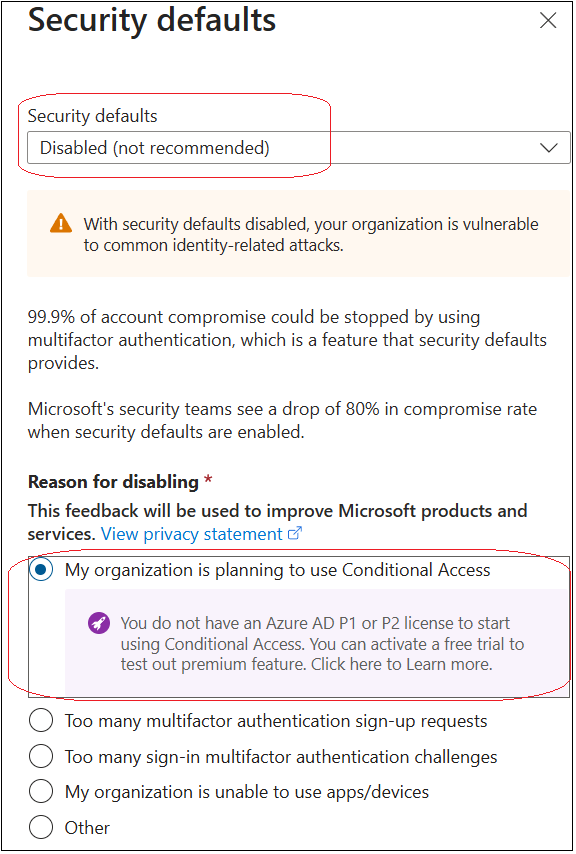 Security defaults
Security defaults
Disabled (not recommended)
With security defaults disabled, your organization is vulnerable
to common identity-related attacks.
99.9% of account compromise could be stopped by using
multifactor authentication, which is a feature that security defaults
provides.
Microsoft's security teams see a drop of 80% in compromise rate
when security defaults are enabled.
Reason for disabling *
This feedback will be used to improve Microsoft products and
services. View privacy statement
My organization is planning to use Conditional Access
You do not have an Azure AD P1 or P2 license to start
using Conditional Access. You can activate a free trial to
test out premium feature. Click here to Learn more.
Too many multifactor authentication sign-up requests
Too many sign-in multifactor authentication challenges
My organization is unable to use apps/devices
Other